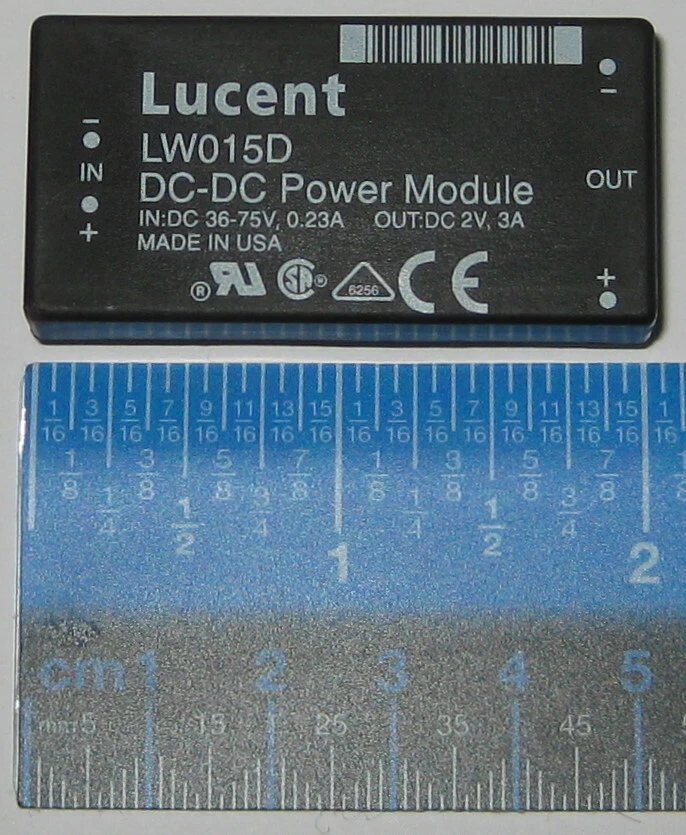 Lucent
LW015D
DC-DC Power Module
IN:DC 36-75V, 0.23A OUT:DC 2V, 3A
MADE IN USA
® RU SA ® 6256 CE
− IN +
− OUT +
1/16 3/16 5/16 7/16 9/16 11/16 13/16 15/16 1/16 3/16 5/16 7/16 9/16 11/16 13/16 15/16 1/16
1/8 3/8 5/8 7/8 1/8 3/8 5/8 7/8
1/4 3/4 1/4 3/4
1/2 1/2
1 2
cm 1 2 3 4 5
mm 5 15 25 35 45